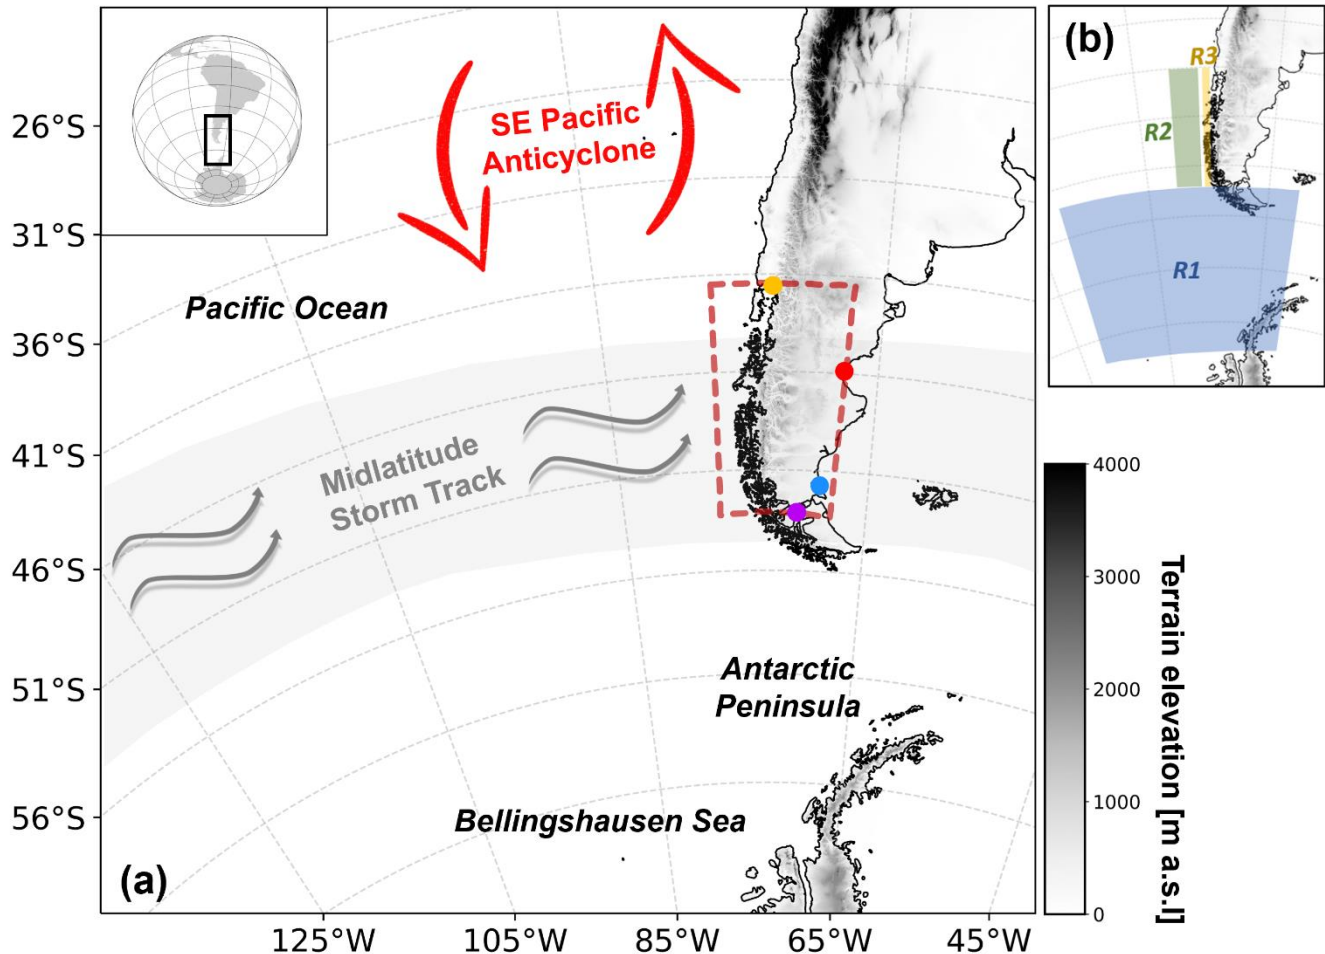 SE Pacific
Anticyclone
Pacific Ocean
Midlatitude
Storm Track
Antarctic
Peninsula
Bellingshausen Sea
(a)
26°S
31°S
36°S
41°S
46°S
51°S
56°S
125°W
105°W
85°W
65°W
45°W
(b)
R3
R2
R1
4000
3000
2000
1000
0
Terrain elevation [m a.s.l]